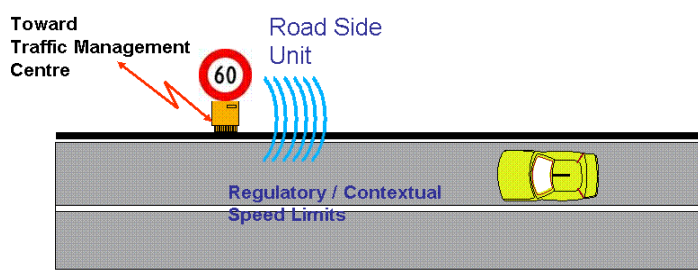 Toward
Traffic Management
Centre
Road Side
Unit
60
Regulatory / Contextual
Speed Limits